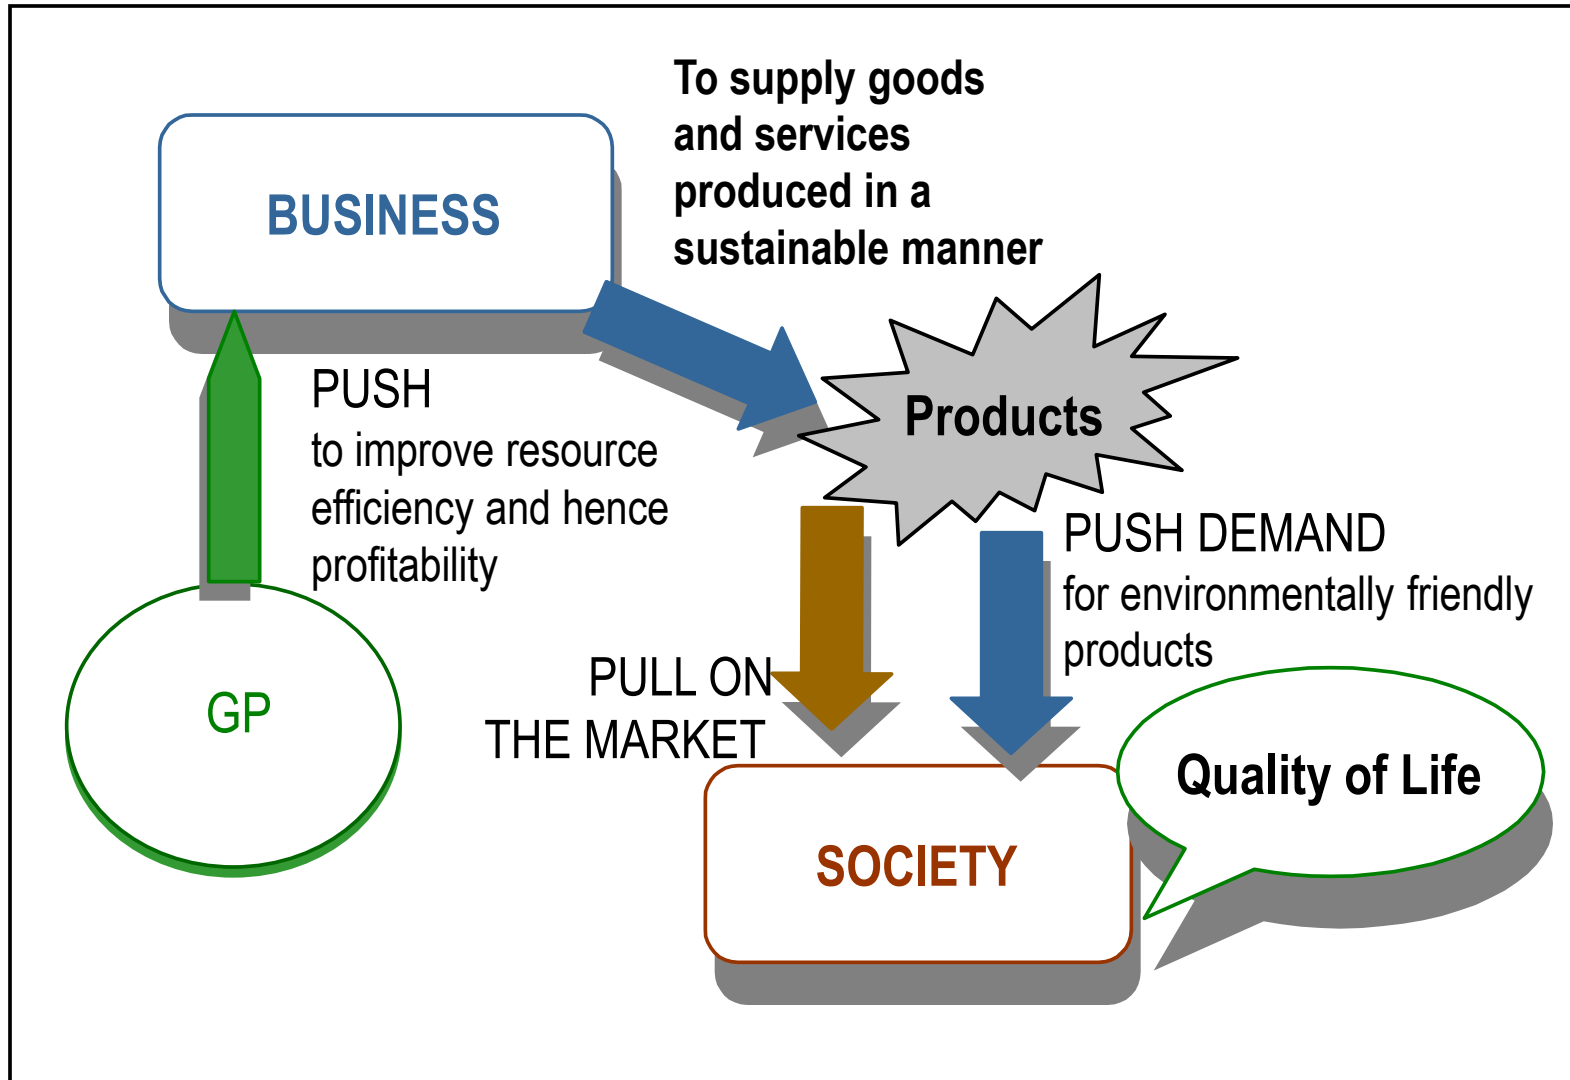 To supply goods
and services
produced in a
sustainable manner
BUSINESS
PUSH
to improve resource
efficiency and hence
profitability
Products
PUSH DEMAND
for environmentally friendly
products
PULL ON
THE MARKET
GP
Quality of Life
SOCIETY